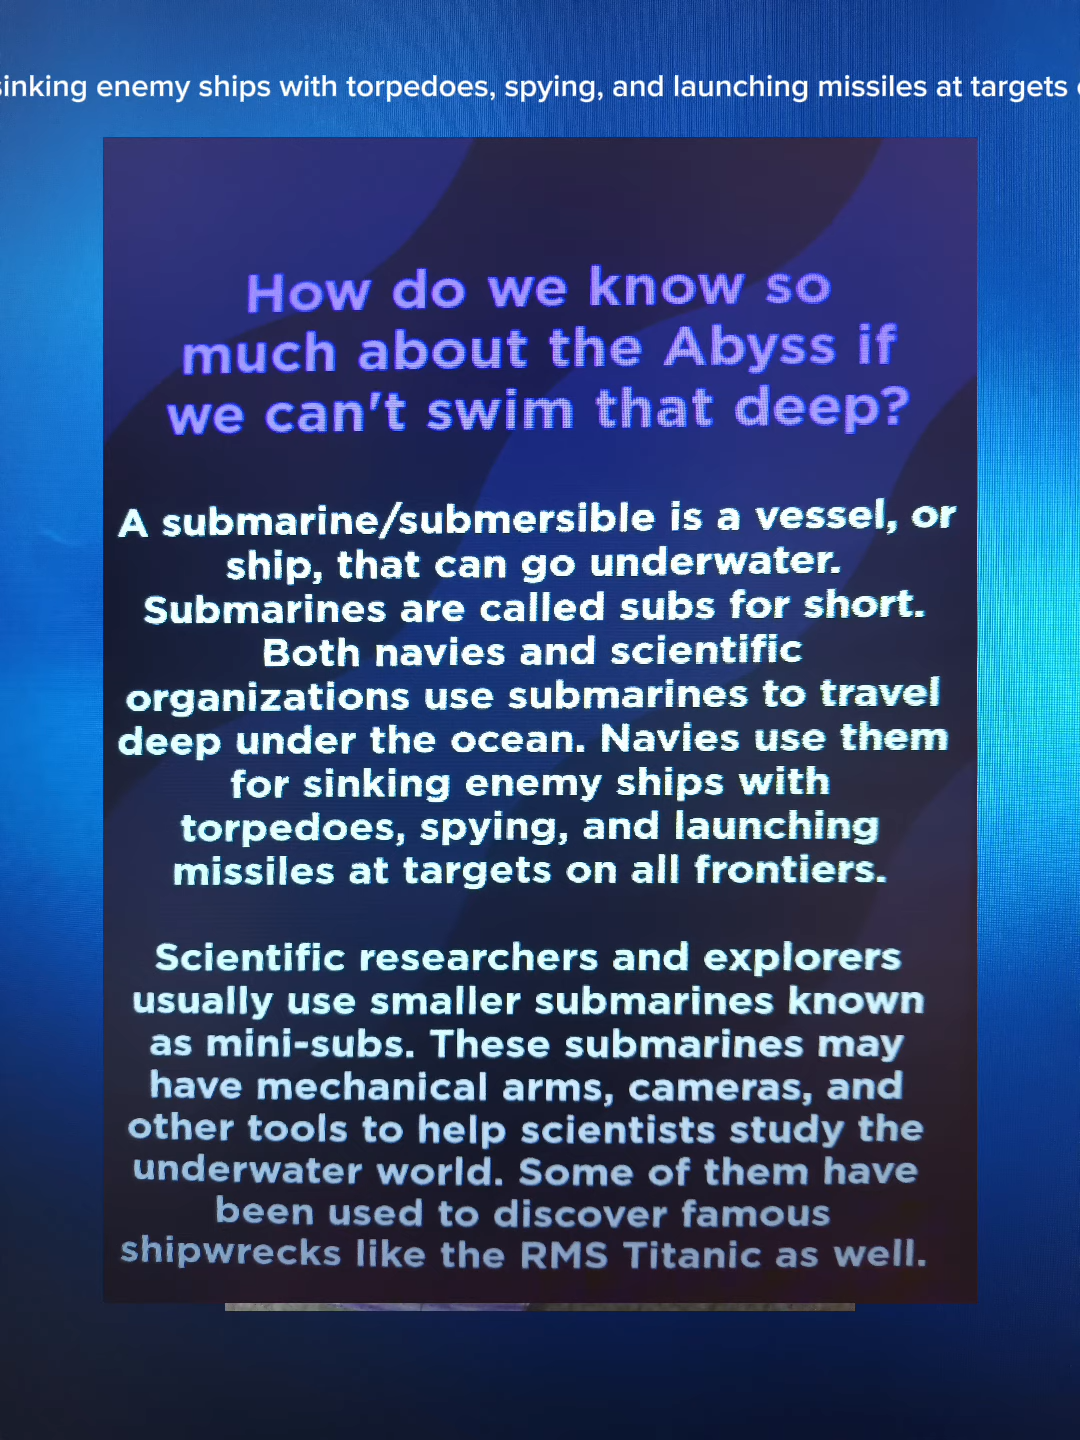 sinking enemy ships with torpedoes, spying, and launching missiles at targets
How do we know so
much about the Abyss if
we can't swim that deep?
A submarine/submersible is a vessel, or
ship, that can go underwater.
Submarines are called subs for short.
Both navies and scientific
organizations use submarines to travel
deep under the ocean. Navies use them
for sinking enemy ships with
torpedoes, spying, and launching
missiles at targets on all frontiers.
Scientific researchers and explorers
usually use smaller submarines known
as mini-subs. These submarines may
have mechanical arms, cameras, and
other tools to help scientists study the
underwater world. Some of them have
been used to discover famous
shipwrecks like the RMS Titanic as well.